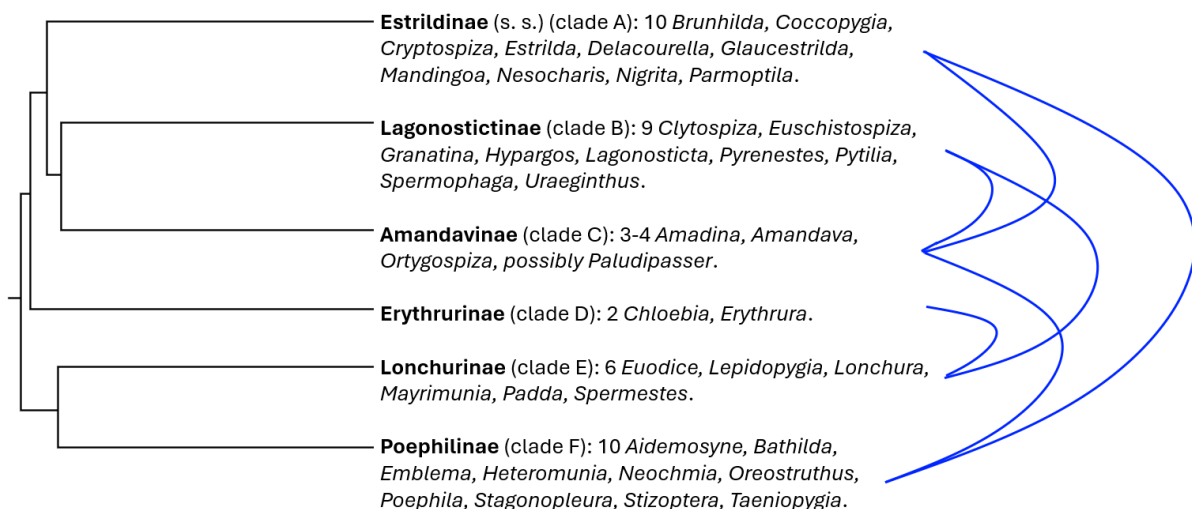 Estrildinae (s. s.) (clade A): 10 Brunhilda, Coccopygia,
Cryptospiza, Estrilda, Delacourella, Glaucestrilda,
Mandingoa, Nesocharis, Nigrita, Parmoptila.
Lagonostictinae (clade B): 9 Clytospiza, Euschistospiza,
Granatina, Hypargos, Lagonosticta, Pyrenestes, Pytilia,
Spermophaga, Uraeginthus.
Amandavinae (clade C): 3-4 Amadina, Amandava,
Ortygospiza, possibly Paludipasser.
Erythrurinae (clade D): 2 Chloebia, Erythrura.
Lonchurinae (clade E): 6 Euodice, Lepidopygia, Lonchura,
Mayrimunia, Padda, Spermestes.
Poephilinae (clade F): 10 Aidemosyne, Bathilda,
Emblema, Heteromunia, Neochmia, Oreostruthus,
Poephila, Stagonopleura, Stizoptera, Taeniopygia.